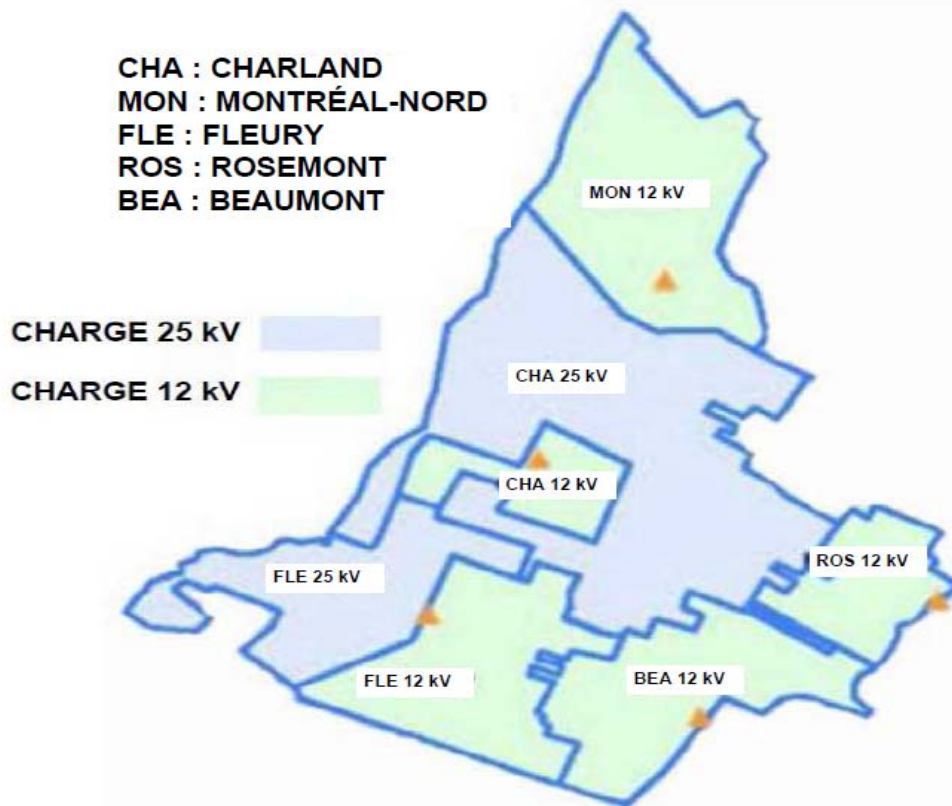 CHA : CHARLAND
MON : MONTRÉAL-NORD
FLE : FLEURY
ROS : ROSEMONT
BEA : BEAUMONT
MON 12 kV
CHARGE 25 kV
CHARGE 12 kV
CHA 25 kV
CHA 12 kV
ROS 12 kV
FLE 25 kV
FLE 12 kV
BEA 12 kV